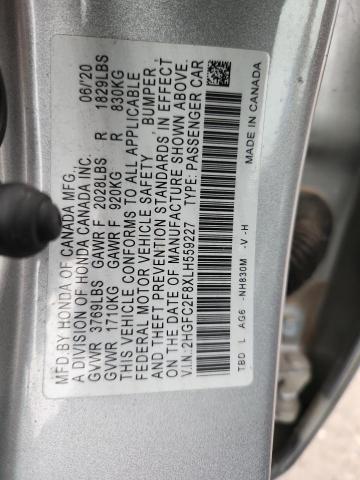 MFD.BY HONDA OF CANADA MFG., 06/20
A DIVISION OF HONDA CANADA INC.
GVWR 3769LBS GAWR F 2028LBS R 1829LBS
GVWR 1710KG GAWR F 920KG R 830KG
THIS VEHICLE CONFORMS TO ALL APPLICABLE
FEDERAL MOTOR VEHICLE SAFETY, BUMPER,
AND THEFT PREVENTION STANDARDS IN EFFECT
ON THE DATE OF MANUFACTURE SHOWN ABOVE.
V.I.N: 2HGFC2F8XLH559227 TYPE: PASSENGER CAR
TBD L AG6 -NH830M -V -H
MADE IN CANADA